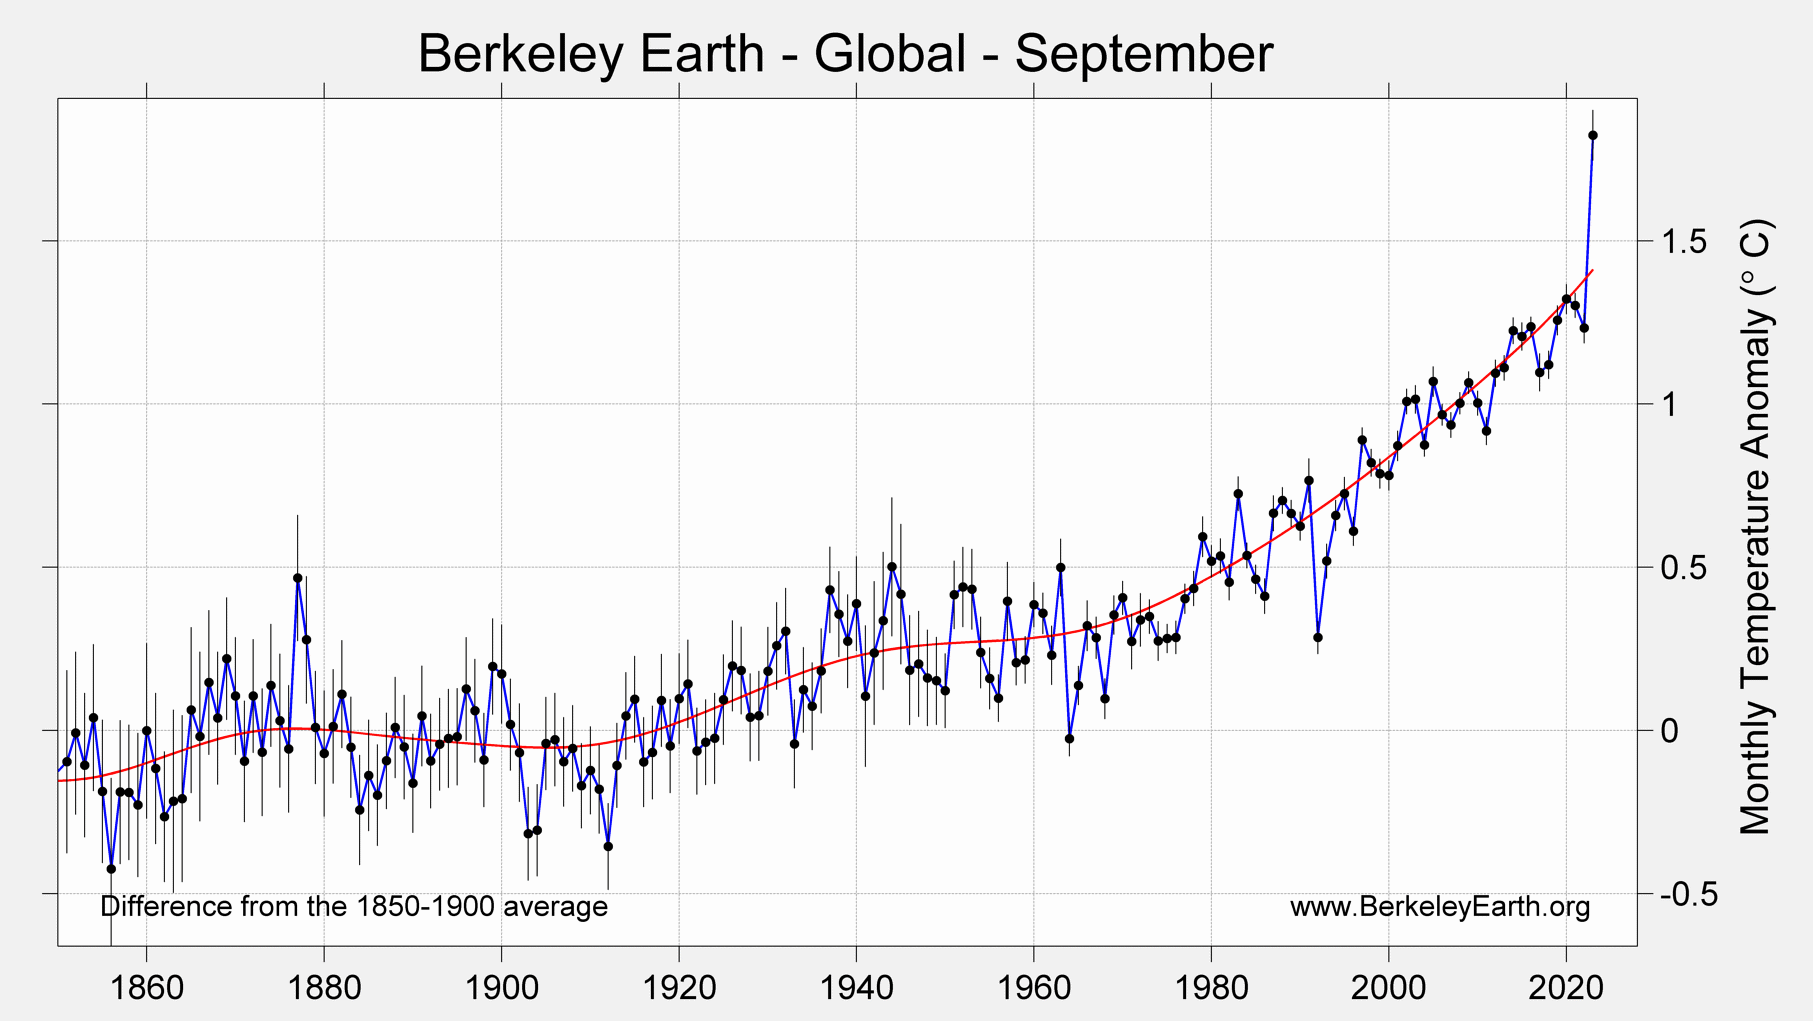 Berkeley Earth - Global - September
1.5
1
0.5
0
-0.5
Monthly Temperature Anomaly (° C)
Difference from the 1850-1900 average
www.BerkeleyEarth.org
1860 1880 1900 1920 1940 1960 1980 2000 2020